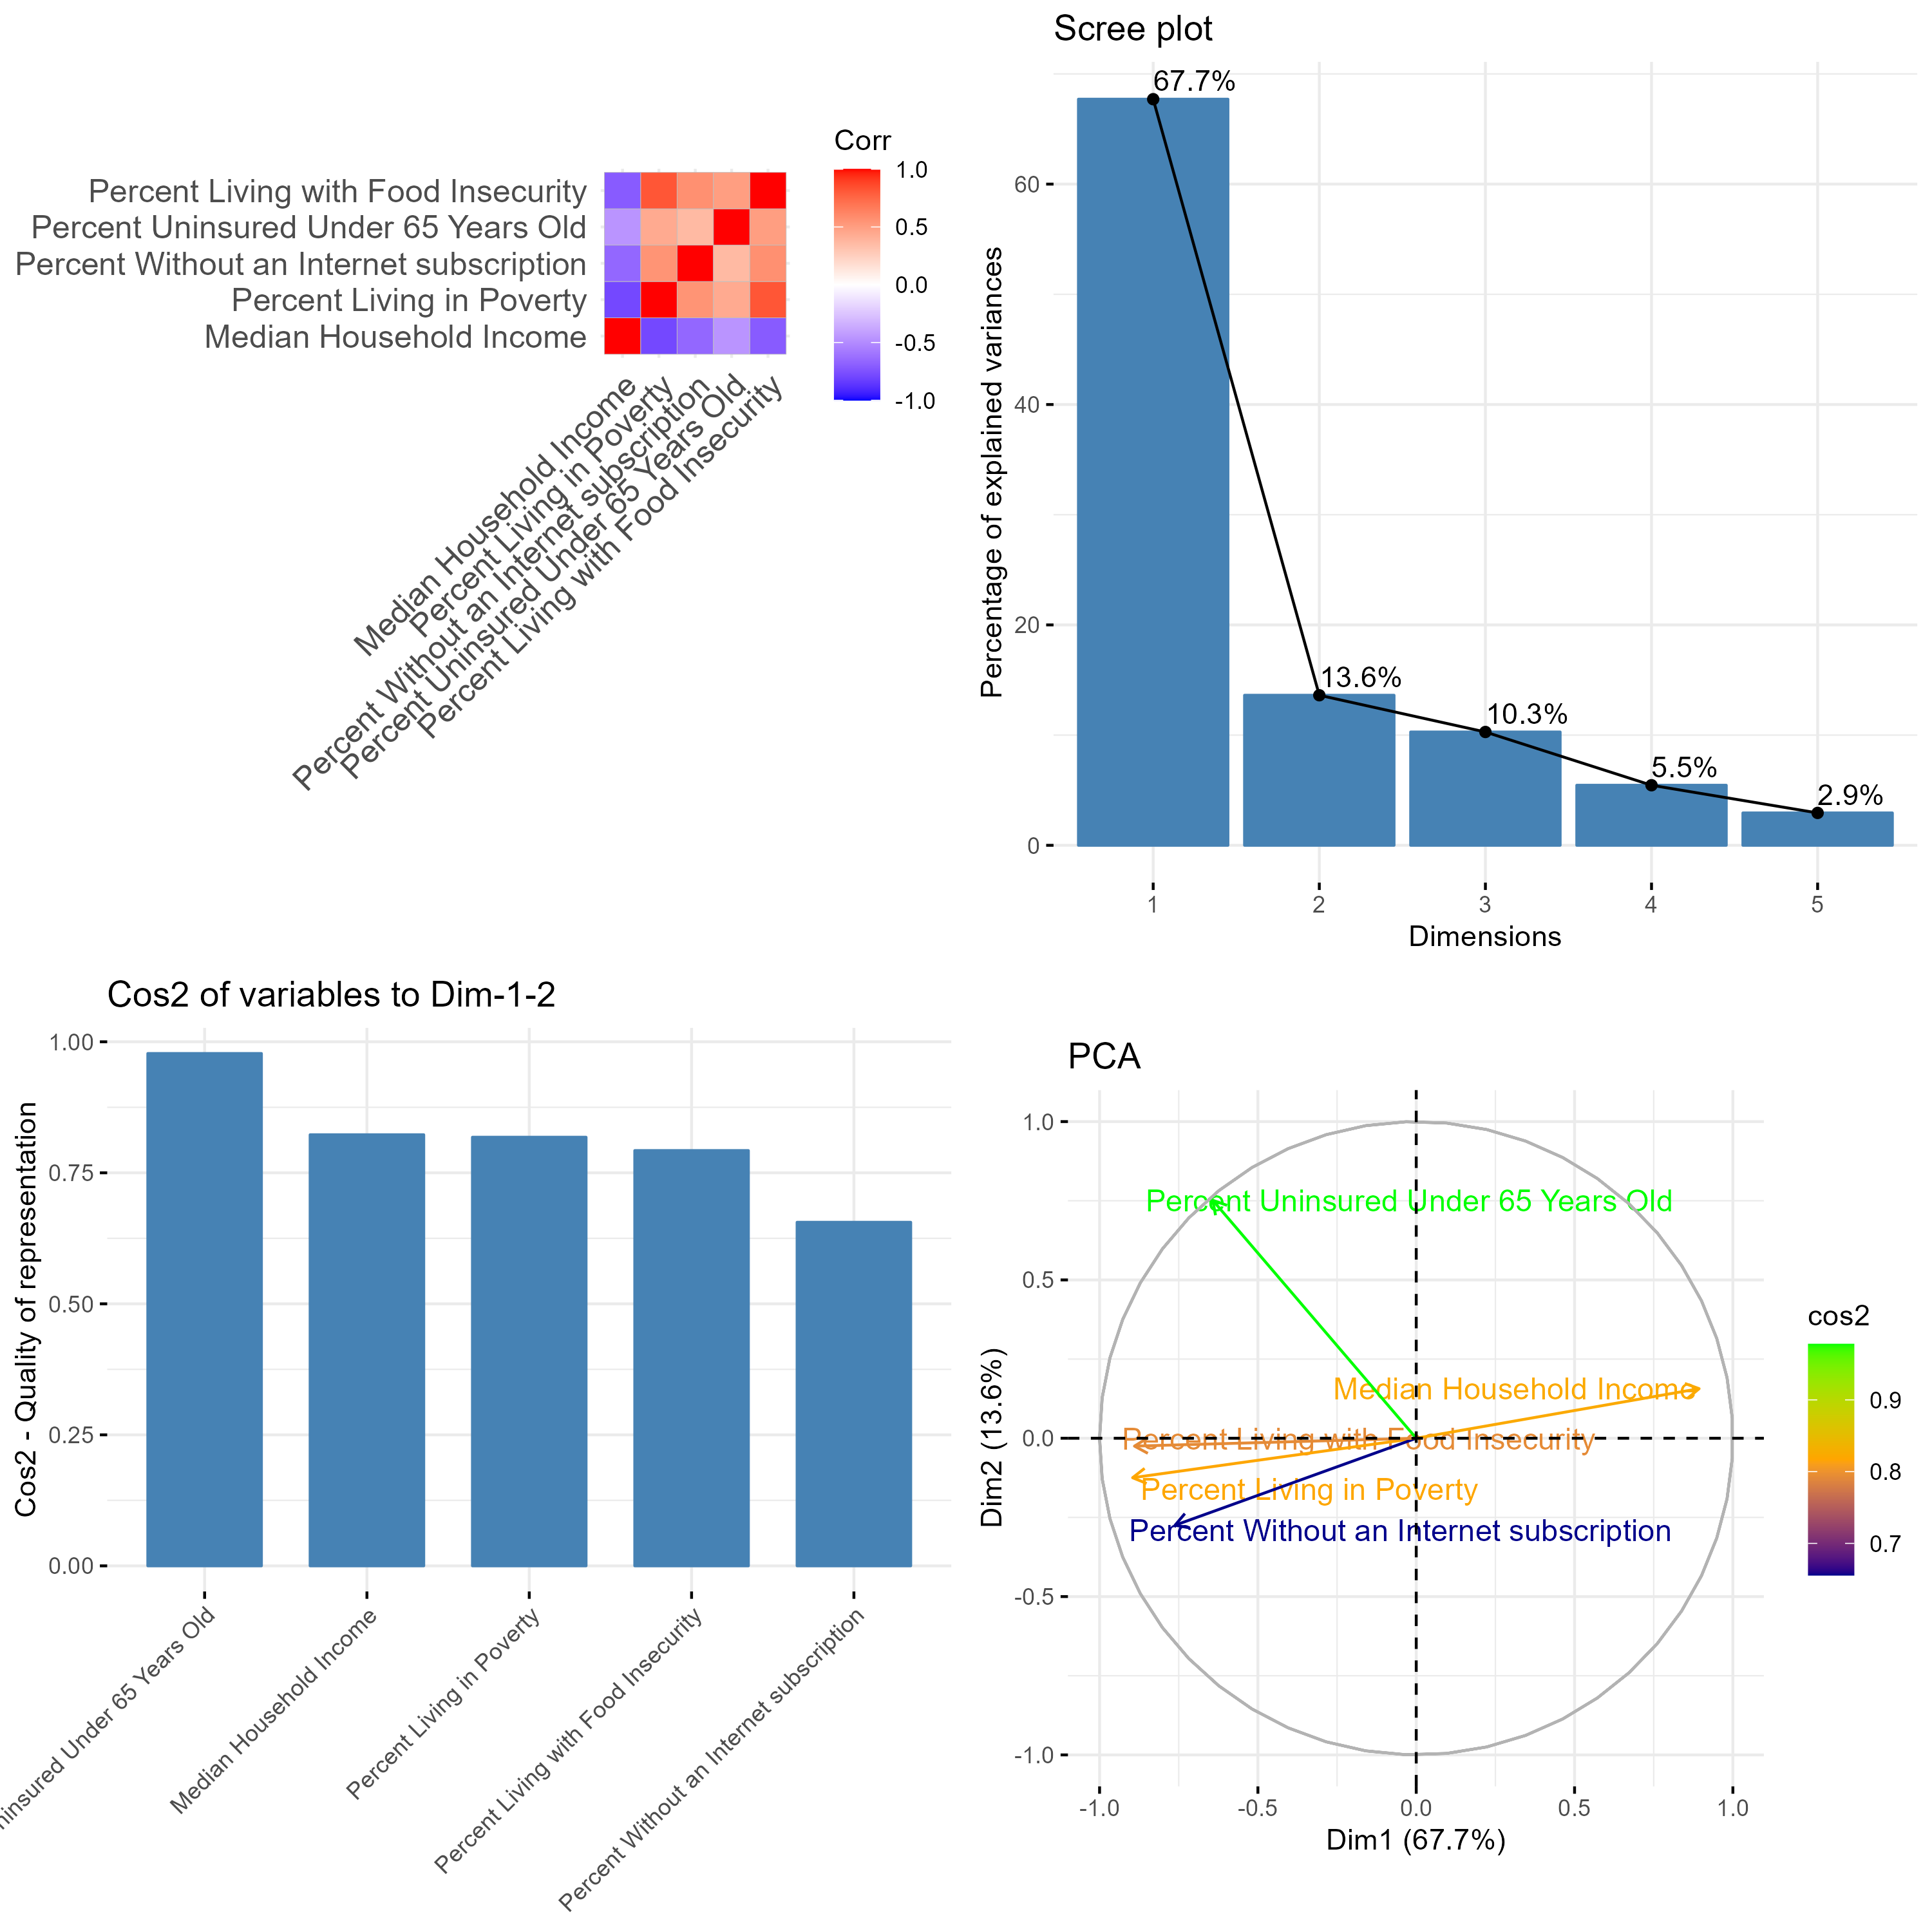 Corr
1.0
0.5
0.0
-0.5
-1.0
Percent Living with Food Insecurity
Percent Uninsured Under 65 Years Old
Percent Without an Internet subscription
Percent Living in Poverty
Median Household Income
Median Household Income
Percent Living in Poverty
Percent Without an Internet subscription
Percent Uninsured Under 65 Years Old
Percent Living with Food Insecurity
Scree plot
Percentage of explained variances
60
40
20
0
67.7%
13.6%
10.3%
5.5%
2.9%
1
2
3
4
5
Dimensions
Cos2 of variables to Dim-1-2
Cos2 - Quality of representation
1.00
0.75
0.50
0.25
0.00
ninsured Under 65 Years Old
Median Household Income
Percent Living in Poverty
Percent Living with Food Insecurity
Percent Without an Internet subscription
PCA
Dim2 (13.6%)
1.0
0.5
0.0
-0.5
-1.0
Percent Uninsured Under 65 Years Old
Median Household Income
Percent Living with Food Insecurity
Percent Living in Poverty
Percent Without an Internet subscription
-1.0
-0.5
0.0
0.5
1.0
Dim1 (67.7%)
cos2
0.9
0.8
0.7